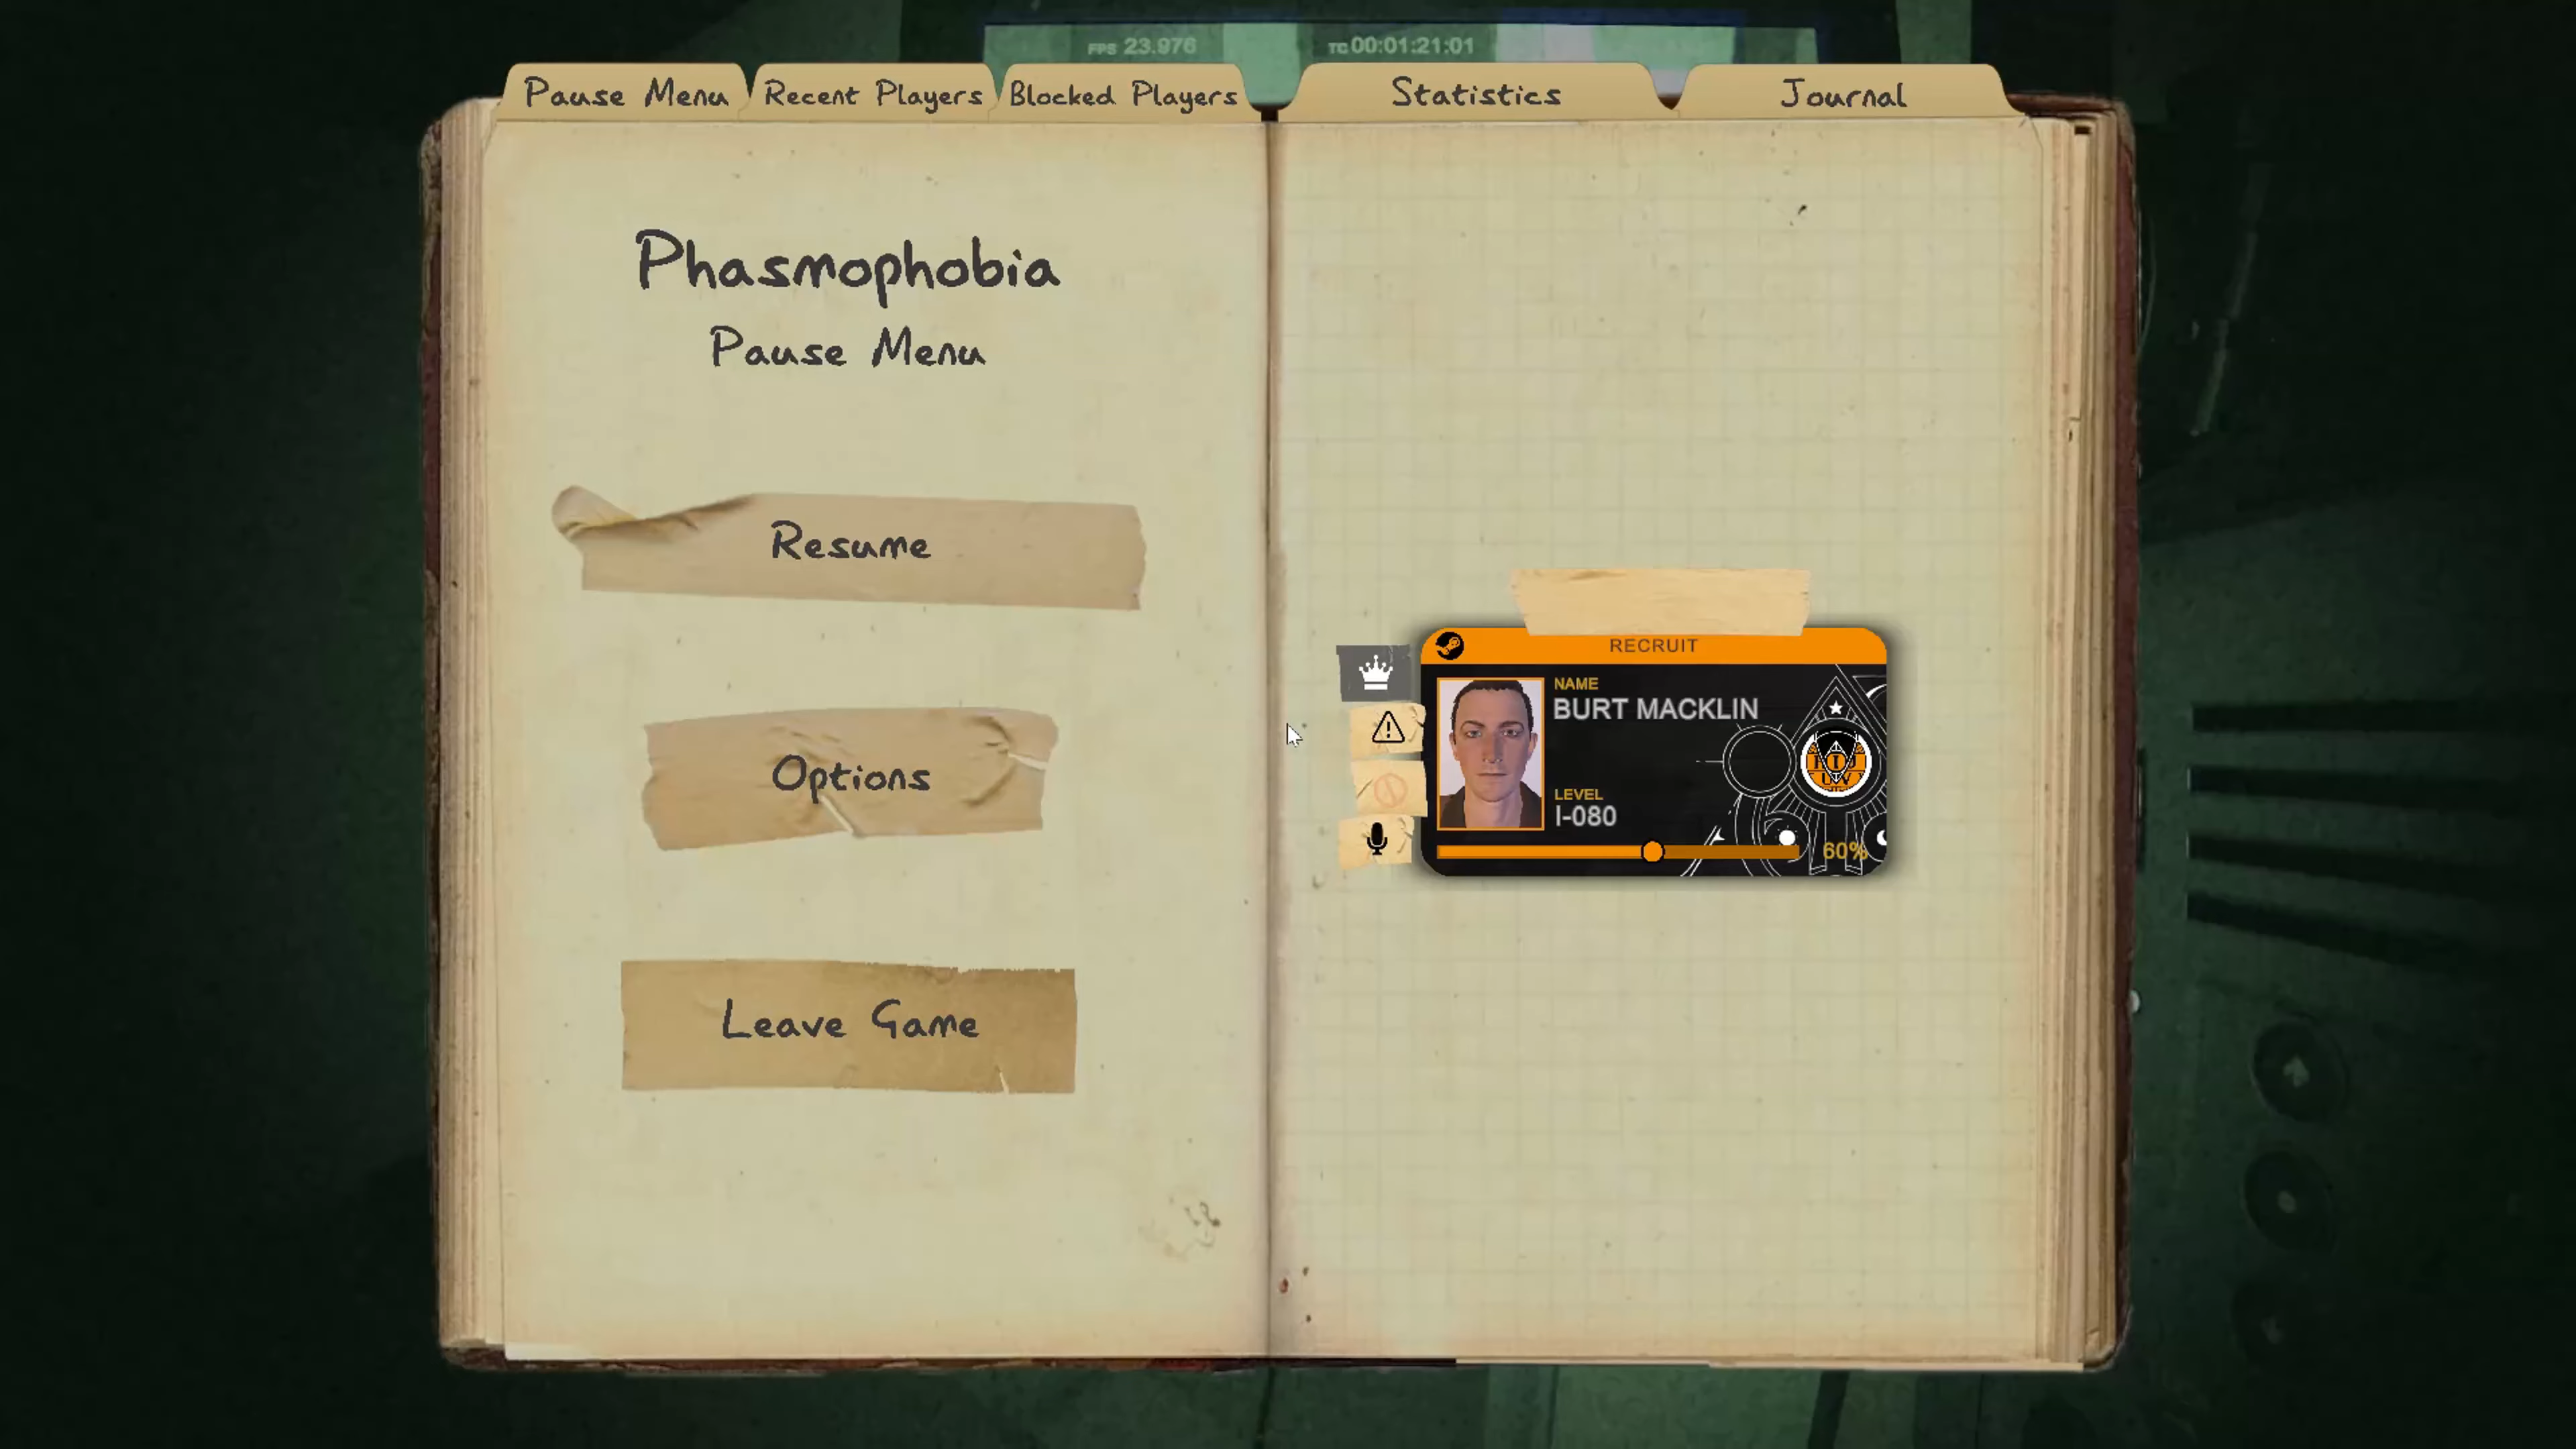 FPS 23.976 TC 00:01:21:01
Pause Menu Recent Players Blocked Players Statistics Journal
Phasmophobia
Pause Menu
Resume
Options
Leave Game
RECRUIT
NAME
BURT MACKLIN
LEVEL
I-080
60%